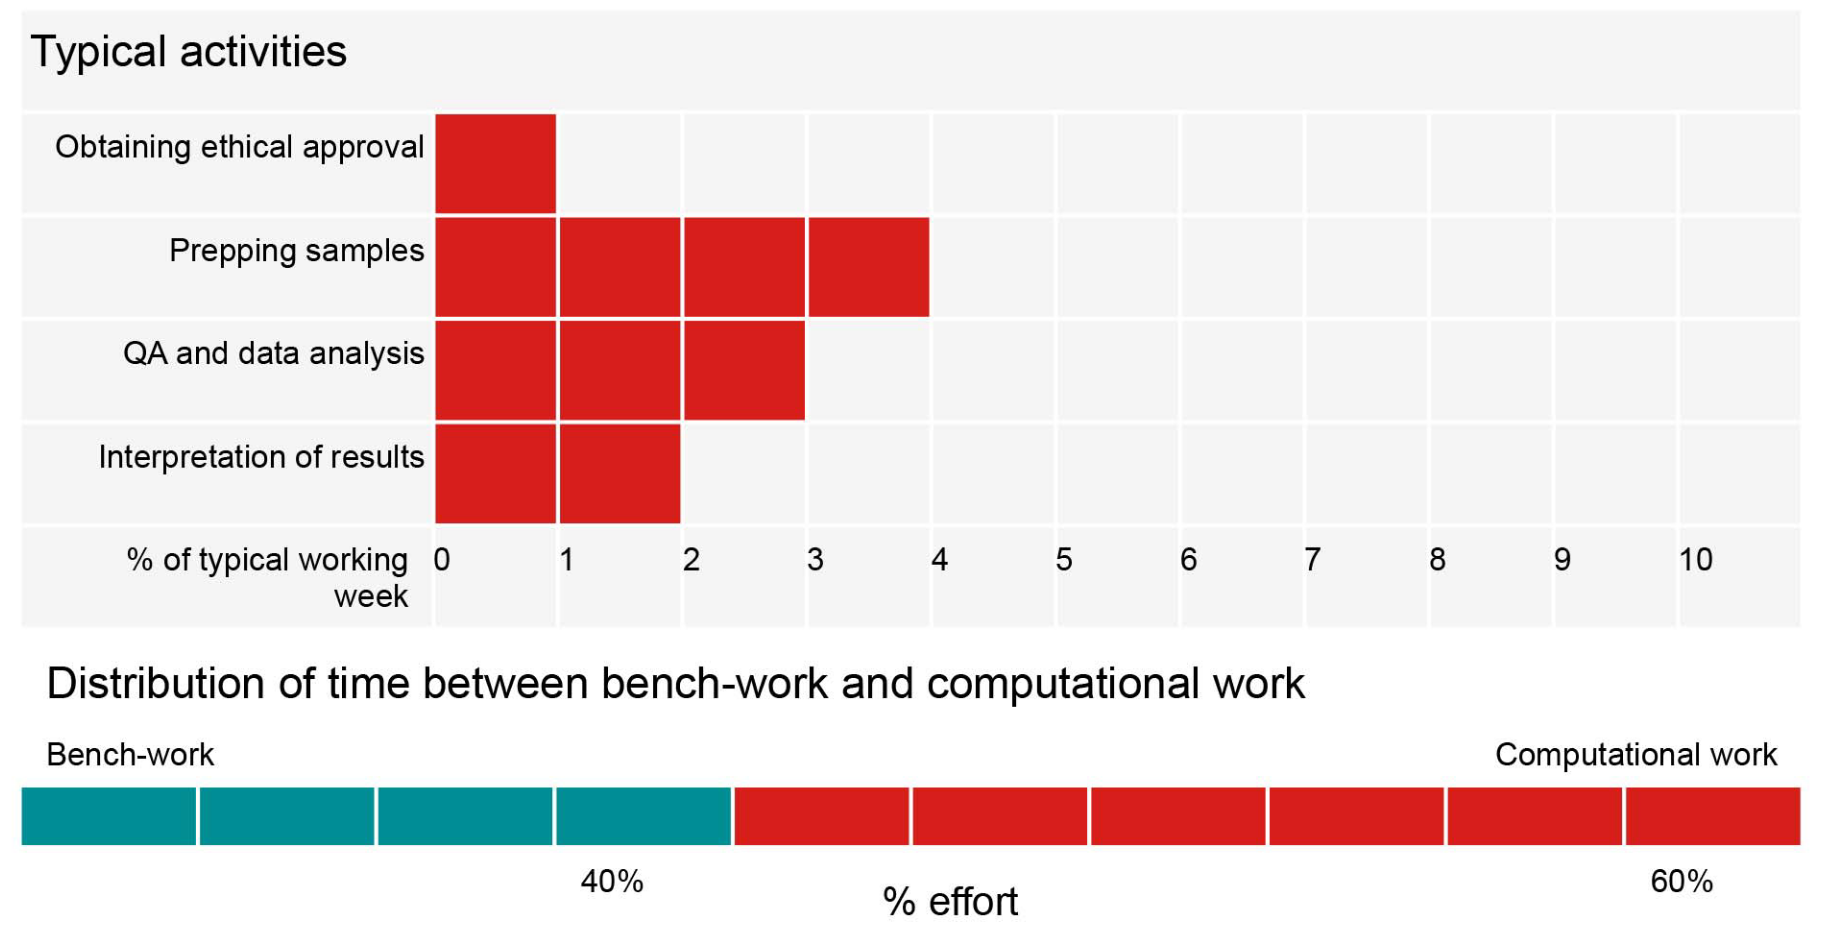 Typical activities
Obtaining ethical approval
Prepping samples
QA and data analysis
Interpretation of results
% of typical working
week
0 1 2 3 4 5 6 7 8 9 10
Distribution of time between bench-work and computational work
Bench-work
Computational work
40%
60%
% effort